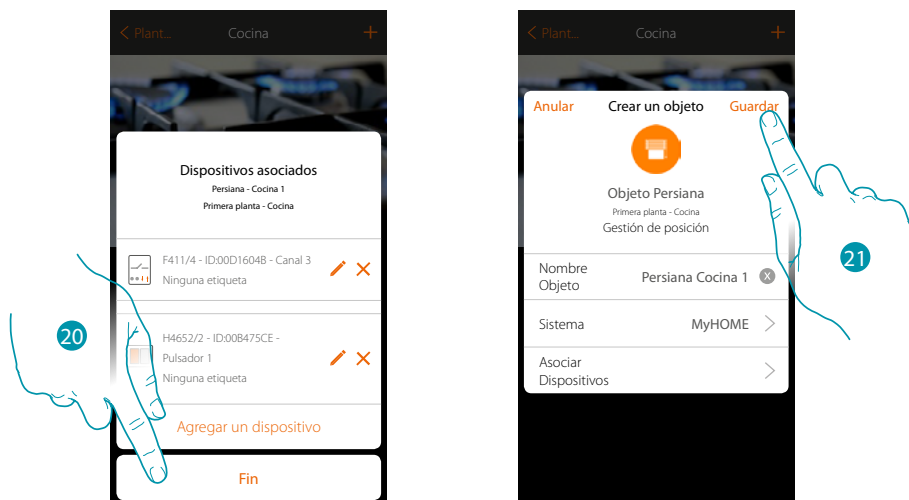 Plant...
Cocina
+
Dispositivos asociados
Persiana - Cocina 1
Primera planta - Cocina
F411/4 - ID:00D1604B - Canal 3
Ninguna etiqueta
H4652/2 - ID:00B475CE -
Pulsador 1
Ninguna etiqueta
Agregar un dispositivo
Fin
20
Plant...
Cocina
+
Anular
Crear un objeto
Guardar
Objeto Persiana
Primera planta - Cocina
Gestión de posición
Nombre
Objeto
Persiana Cocina 1
Sistema
MyHOME
Asociar
Dispositivos
21